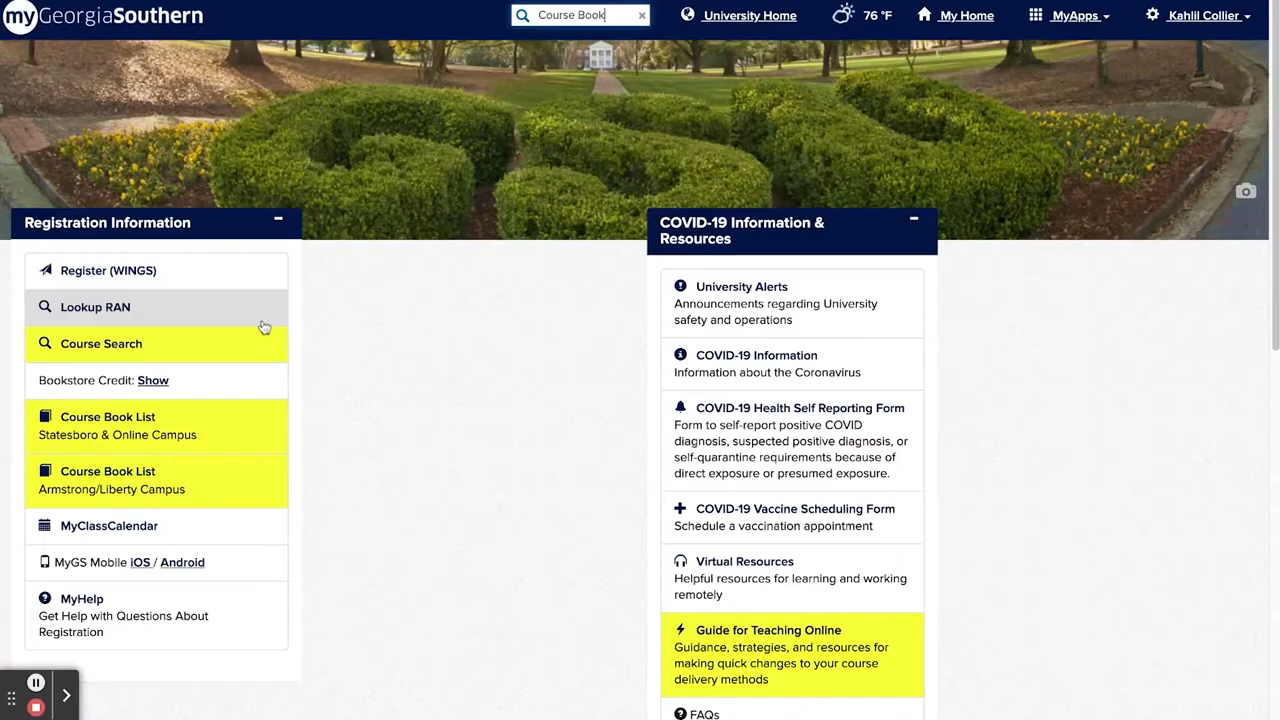 myGeorgiaSouthern
Course Book
University Home
76 °F
My Home
MyApps
Kahlil Collier
Registration Information
Register (WINGS)
Lookup RAN
Course Search
Bookstore Credit: Show
Course Book List
Statesboro & Online Campus
Course Book List
Armstrong/Liberty Campus
MyClassCalendar
MyGS Mobile iOS / Android
MyHelp
Get Help with Questions About
Registration
COVID-19 Information &
Resources
University Alerts
Announcements regarding University
safety and operations
COVID-19 Information
Information about the Coronavirus
COVID-19 Health Self Reporting Form
Form to self-report positive COVID
diagnosis, suspected positive diagnosis, or
self-quarantine requirements because of
direct exposure or presumed exposure.
COVID-19 Vaccine Scheduling Form
Schedule a vaccination appointment
Virtual Resources
Helpful resources for learning and working
remotely
Guide for Teaching Online
Guidance, strategies, and resources for
making quick changes to your course
delivery methods
FAQs